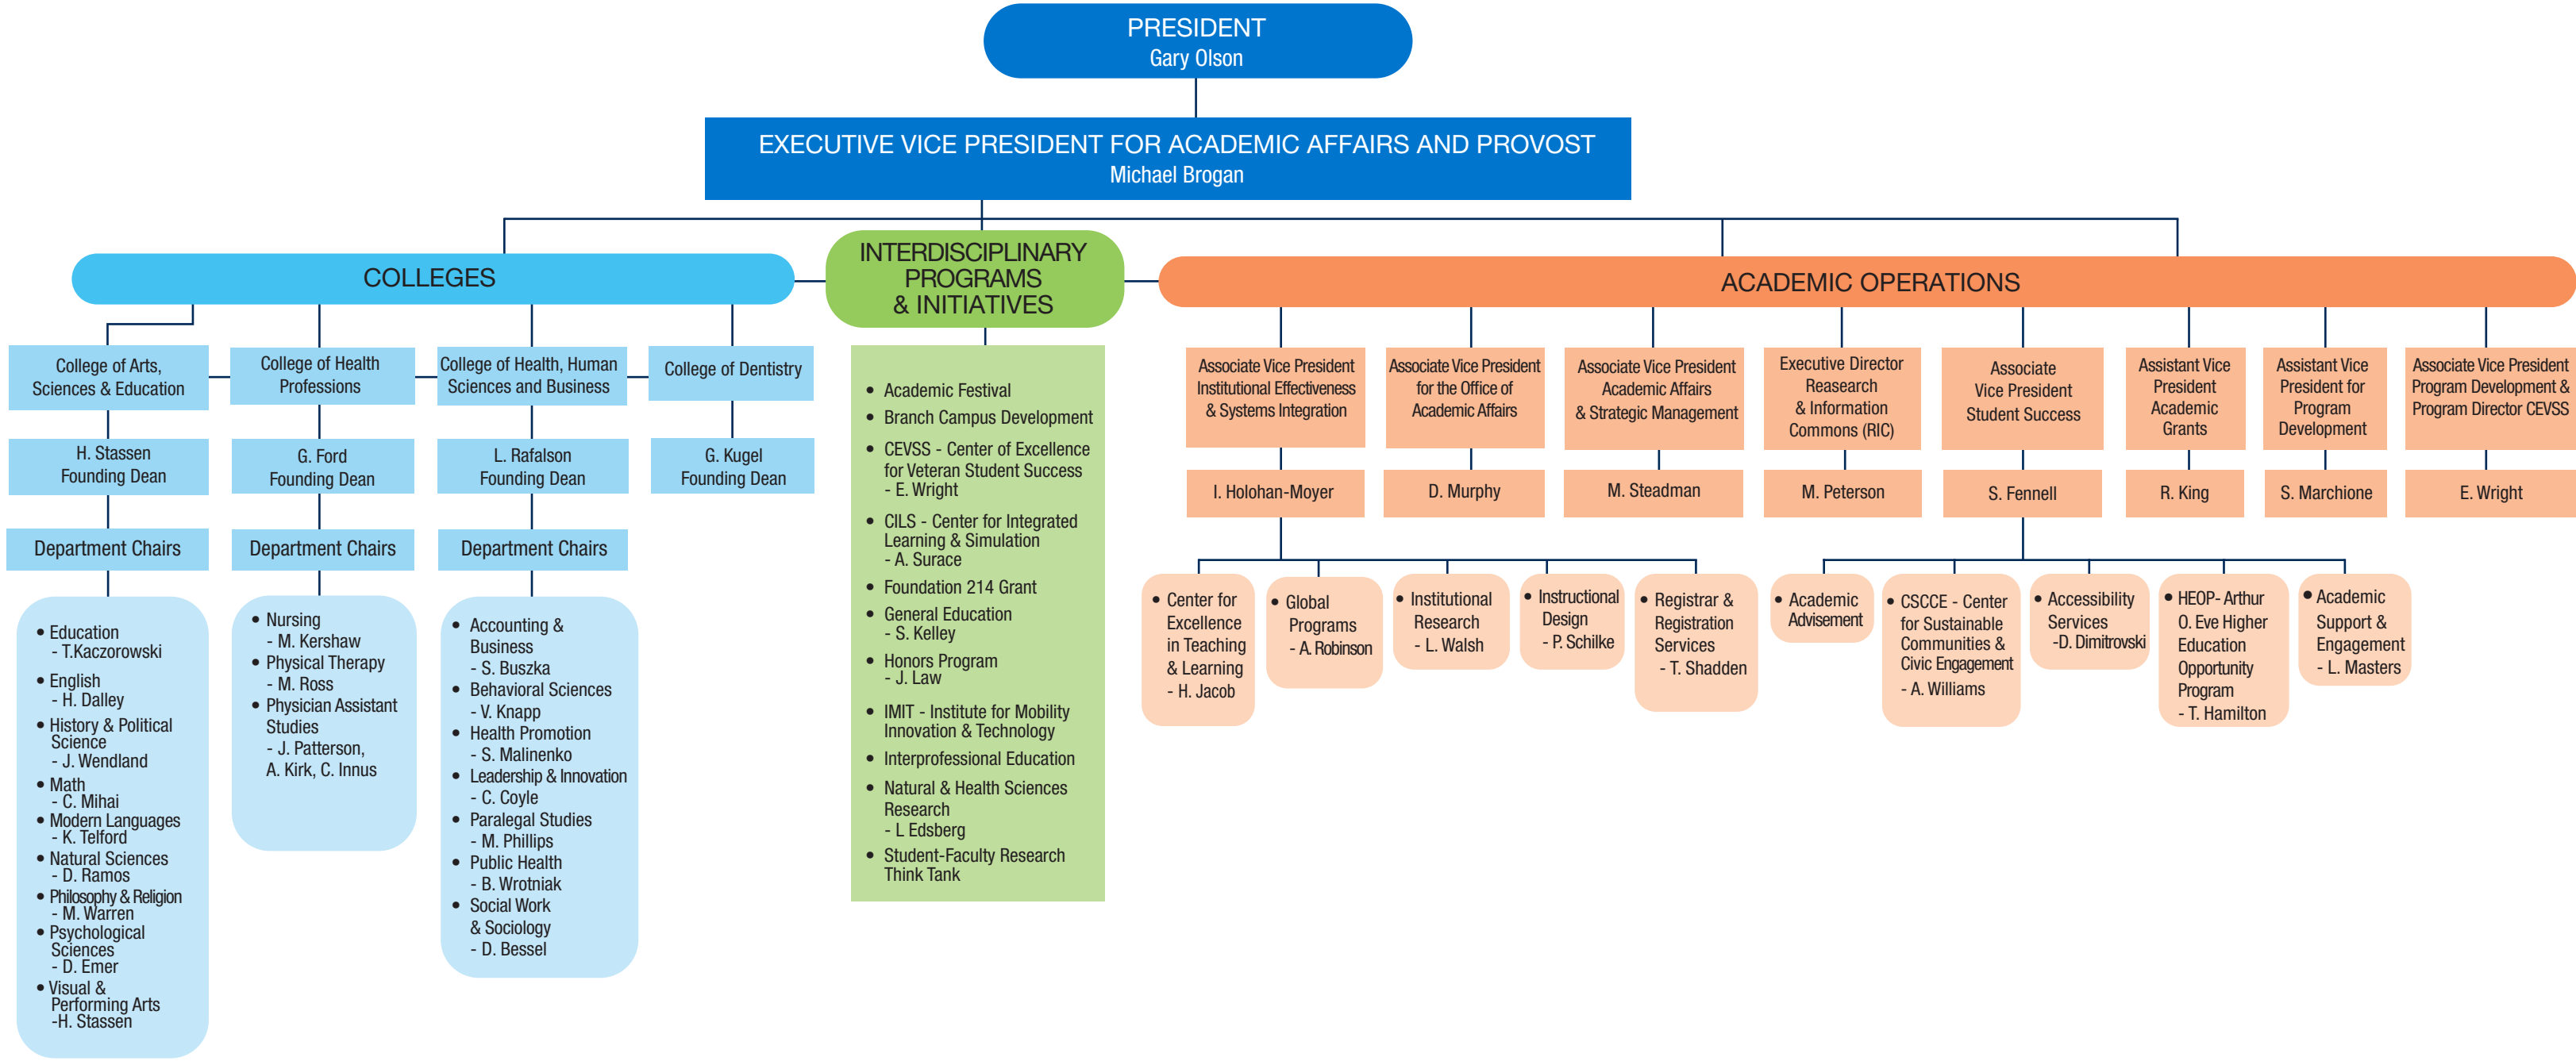 PRESIDENT
Gary Olson
EXECUTIVE VICE PRESIDENT FOR ACADEMIC AFFAIRS AND PROVOST
Michael Brogan
COLLEGES
College of Arts,
Sciences & Education
H. Stassen
Founding Dean
Department Chairs
• Education
- T.Kaczorowski
• English
- H. Dalley
• History & Political
Science
- J. Wendland
• Math
- C. Mihai
• Modern Languages
- K. Telford
• Natural Sciences
- D. Ramos
• Philosophy & Religion
- M. Warren
• Psychological
Sciences
- D. Emer
• Visual &
Performing Arts
-H. Stassen
College of Health
Professions
G. Ford
Founding Dean
Department Chairs
• Nursing
- M. Kershaw
• Physical Therapy
- M. Ross
• Physician Assistant
Studies
- J. Patterson,
A. Kirk, C. Innus
College of Health, Human
Sciences and Business
L. Rafalson
Founding Dean
Department Chairs
• Accounting &
Business
- S. Buszka
• Behavioral Sciences
- V. Knapp
• Health Promotion
- S. Malinenko
• Leadership & Innovation
- C. Coyle
• Paralegal Studies
- M. Phillips
• Public Health
- B. Wrotniak
• Social Work
& Sociology
- D. Bessel
College of Dentistry
G. Kugel
Founding Dean
INTERDISCIPLINARY
PROGRAMS
& INITIATIVES
• Academic Festival
• Branch Campus Development
• CEVSS - Center of Excellence
for Veteran Student Success
- E. Wright
• CILS - Center for Integrated
Learning & Simulation
- A. Surace
• Foundation 214 Grant
• General Education
- S. Kelley
• Honors Program
- J. Law
• IMIT - Institute for Mobility
Innovation & Technology
• Interprofessional Education
• Natural & Health Sciences
Research
- L Edsberg
• Student-Faculty Research
Think Tank
ACADEMIC OPERATIONS
Associate Vice President
Institutional Effectiveness
& Systems Integration
I. Holohan-Moyer
• Center for
Excellence
in Teaching
& Learning
- H. Jacob
• Global
Programs
- A. Robinson
• Institutional
Research
- L. Walsh
• Instructional
Design
- P. Schilke
• Registrar &
Registration
Services
- T. Shadden
Associate Vice President
for the Office of
Academic Affairs
D. Murphy
Associate Vice President
Academic Affairs
& Strategic Management
M. Steadman
Executive Director
Reasearch
& Information
Commons (RIC)
M. Peterson
Associate
Vice President
Student Success
S. Fennell
• Academic
Advisement
• CSCCE - Center
for Sustainable
Communities &
Civic Engagement
- A. Williams
• Accessibility
Services
-D. Dimitrovski
• HEOP- Arthur
O. Eve Higher
Education
Opportunity
Program
- T. Hamilton
• Academic
Support &
Engagement
- L. Masters
Assistant Vice
President
Academic
Grants
R. King
Assistant Vice
President for
Program
Development
S. Marchione
Associate Vice President
Program Development &
Program Director CEVSS
E. Wright